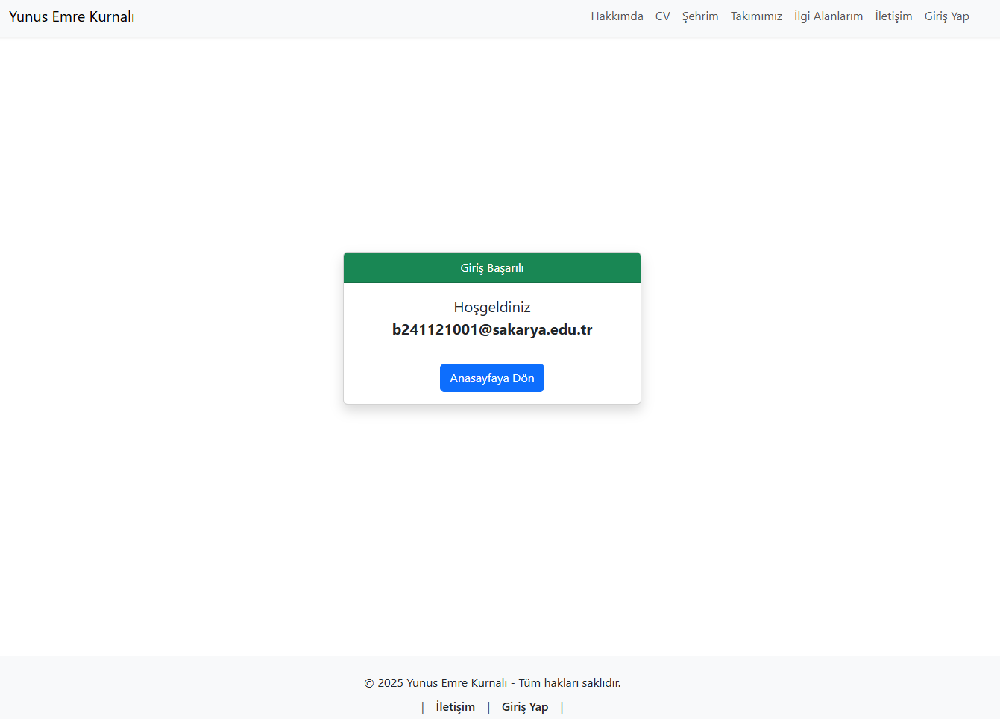 Yunus Emre Kurnalı
Hakkımda CV Şehrim Takımımız İlgi Alanlarım İletişim Giriş Yap
Giriş Başarılı
Hoşgeldiniz
b241121001@sakarya.edu.tr
Anasayfaya Dön
© 2025 Yunus Emre Kurnalı - Tüm hakları saklıdır.
| İletişim | Giriş Yap |